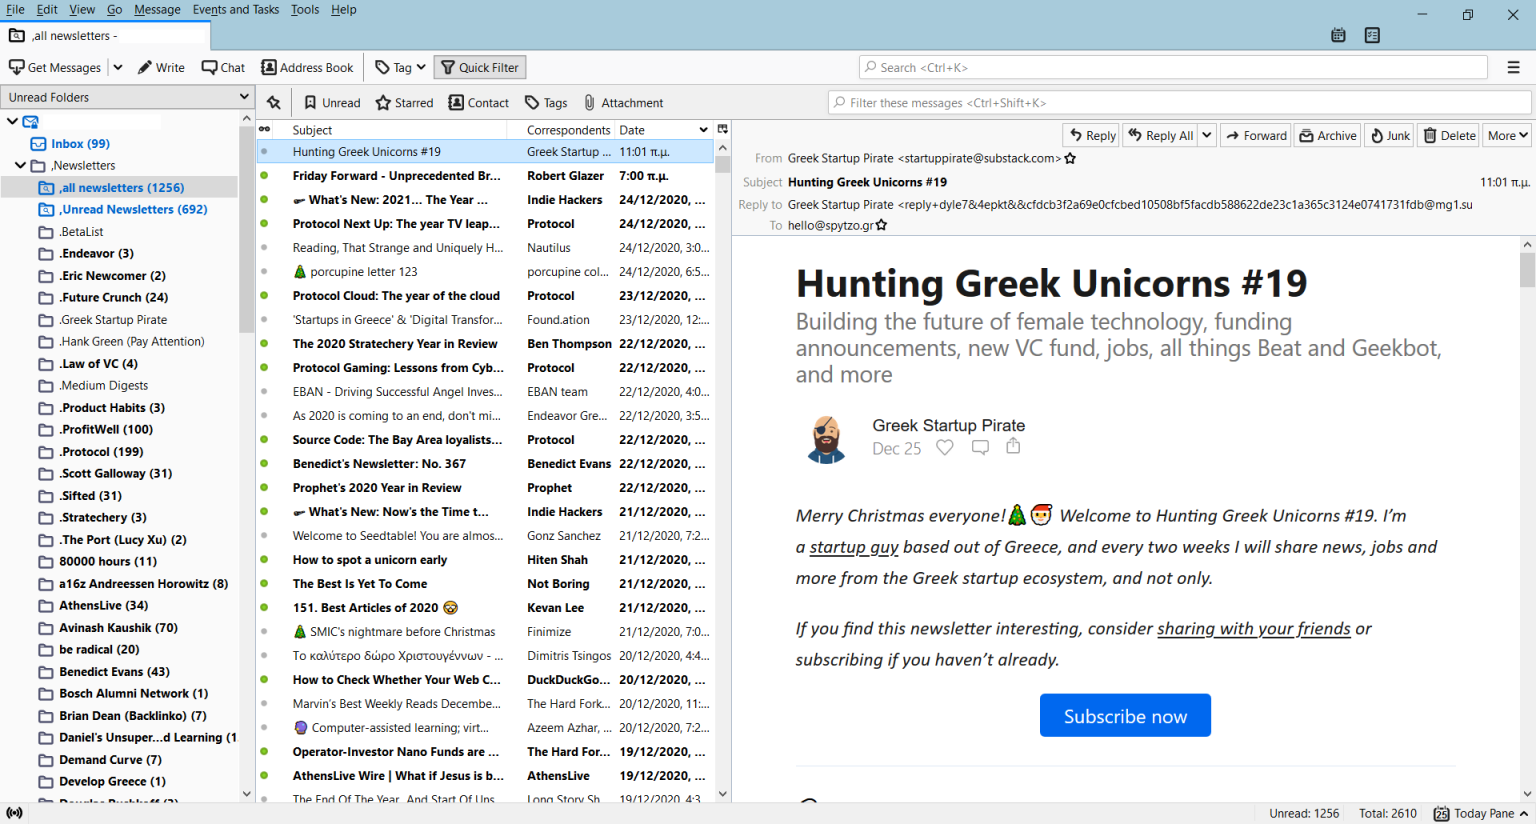 File Edit View Go Message Events and Tasks Tools Help
,all newsletters -
Get Messages Write Chat Address Book Tag Quick Filter Search <Ctrl+K>
Unread Folders
Unread Starred Contact Tags Attachment Filter these messages <Ctrl+Shift+K>
Inbox (99)
,Newsletters
,all newsletters (1256)
,Unread Newsletters (692)
.BetaList
.Endeavor (3)
.Eric Newcomer (2)
.Future Crunch (24)
.Greek Startup Pirate
.Hank Green (Pay Attention)
.Law of VC (4)
.Medium Digests
.Product Habits (3)
.ProfitWell (100)
.Protocol (199)
.Scott Galloway (31)
.Sifted (31)
.Stratechery (3)
.The Port (Lucy Xu) (2)
80000 hours (11)
a16z Andreessen Horowitz (8)
AthensLive (34)
Avinash Kaushik (70)
be radical (20)
Benedict Evans (43)
Bosch Alumni Network (1)
Brian Dean (Backlinko) (7)
Daniel's Unsuper...d Learning (1
Demand Curve (7)
Develop Greece (1)
Subject Correspondents Date
Hunting Greek Unicorns #19 Greek Startup ... 11:01 π.μ.
Friday Forward - Unprecedented Br... Robert Glazer 7:00 π.μ.
What's New: 2021... The Year ... Indie Hackers 24/12/2020, ...
Protocol Next Up: The year TV leap... Protocol 24/12/2020, ...
Reading, That Strange and Uniquely H... Nautilus 24/12/2020, 3:0...
🎄 porcupine letter 123 porcupine col... 24/12/2020, 6:5...
Protocol Cloud: The year of the cloud Protocol 23/12/2020, ...
'Startups in Greece' & 'Digital Transfor... Found.ation 23/12/2020, 12:...
The 2020 Stratechery Year in Review Ben Thompson 22/12/2020, ...
Protocol Gaming: Lessons from Cyb... Protocol 22/12/2020, ...
EBAN - Driving Successful Angel Inves... EBAN team 22/12/2020, 4:0...
As 2020 is coming to an end, don't mi... Endeavor Gre... 22/12/2020, 3:5...
Source Code: The Bay Area loyalists... Protocol 22/12/2020, ...
Benedict's Newsletter: No. 367 Benedict Evans 22/12/2020, ...
Prophet's 2020 Year in Review Prophet 22/12/2020, ...
What's New: Now's the Time t... Indie Hackers 21/12/2020, ...
Welcome to Seedtable! You are almos... Gonz Sanchez 21/12/2020, 7:2...
How to spot a unicorn early Hiten Shah 21/12/2020, ...
The Best Is Yet To Come Not Boring 21/12/2020, ...
151. Best Articles of 2020 Kevan Lee 21/12/2020, ...
🎄 SMIC's nightmare before Christmas Finimize 21/12/2020, 7:0...
Το καλύτερο δώρο Χριστουγέννων - ... Dimitris Tsingos 20/12/2020, 4:4...
How to Check Whether Your Web C... DuckDuckGo... 20/12/2020, ...
Marvin's Best Weekly Reads Decembe... The Hard Fork... 20/12/2020, 11:...
🔮 Computer-assisted learning; virt... Azeem Azhar, ... 20/12/2020, 7:2...
Operator-Investor Nano Funds are ... The Hard For... 19/12/2020, ...
AthensLive Wire | What if Jesus is b... AthensLive 19/12/2020, ...
The End Of The Year, And Start Of Uns... Long Story Sh... 19/12/2020, 4:3...
Reply Reply All Forward Archive Junk Delete More
From Greek Startup Pirate <startuppirate@substack.com>
Subject Hunting Greek Unicorns #19 11:01 π.μ.
Reply to Greek Startup Pirate <reply+dyle7&4epkt&&cfdcb3f2a69e0cfcbed10508bf5facdb588622de23c1a365c3124e0741731fdb@mg1.su
To hello@spytzo.gr
Hunting Greek Unicorns #19
Building the future of female technology, funding
announcements, new VC fund, jobs, all things Beat and Geekbot,
and more
Greek Startup Pirate
Dec 25
Merry Christmas everyone!🎄🎅 Welcome to Hunting Greek Unicorns #19. I'm
a startup guy based out of Greece, and every two weeks I will share news, jobs and
more from the Greek startup ecosystem, and not only.
If you find this newsletter interesting, consider sharing with your friends or
subscribing if you haven't already.
Subscribe now
Unread: 1256 Total: 2610 25 Today Pane